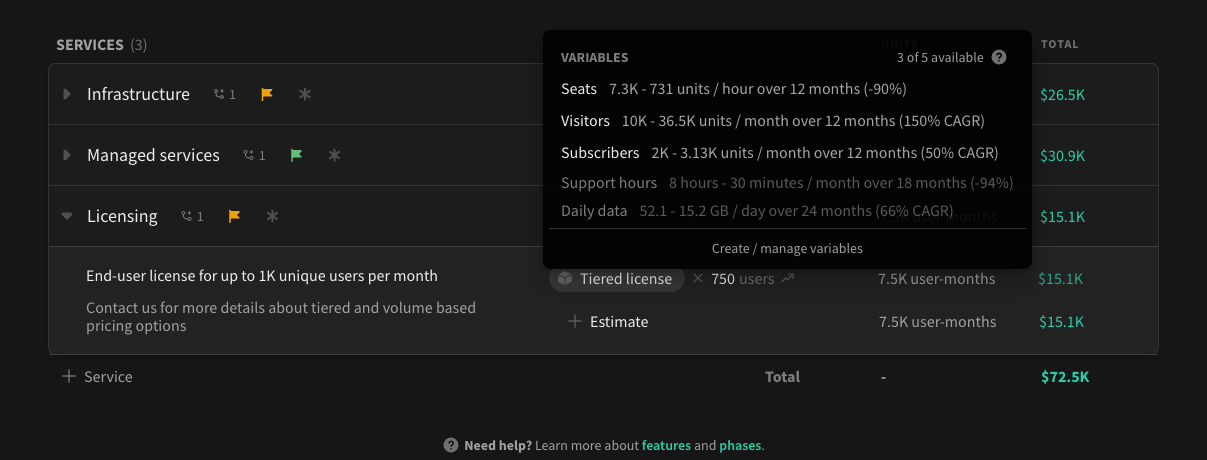 SERVICES (3)
UNITS
TOTAL
VARIABLES
3 of 5 available ?
Seats 7.3K - 731 units / hour over 12 months (-90%)
Visitors 10K - 36.5K units / month over 12 months (150% CAGR)
Subscribers 2K - 3.13K units / month over 12 months (50% CAGR)
Support hours 8 hours - 30 minutes / month over 18 months (-94%)
Daily data 52.1 - 15.2 GB / day over 24 months (66% CAGR)
Create / manage variables
Infrastructure 1 $26.5K
Managed services 1 $30.9K
Licensing 1 user-months $15.1K
End-user license for up to 1K unique users per month
Tiered license × 750 users 7.5K user-months $15.1K
Contact us for more details about tiered and volume based
pricing options
+ Estimate 7.5K user-months $15.1K
+ Service Total - $72.5K
? Need help? Learn more about features and phases.